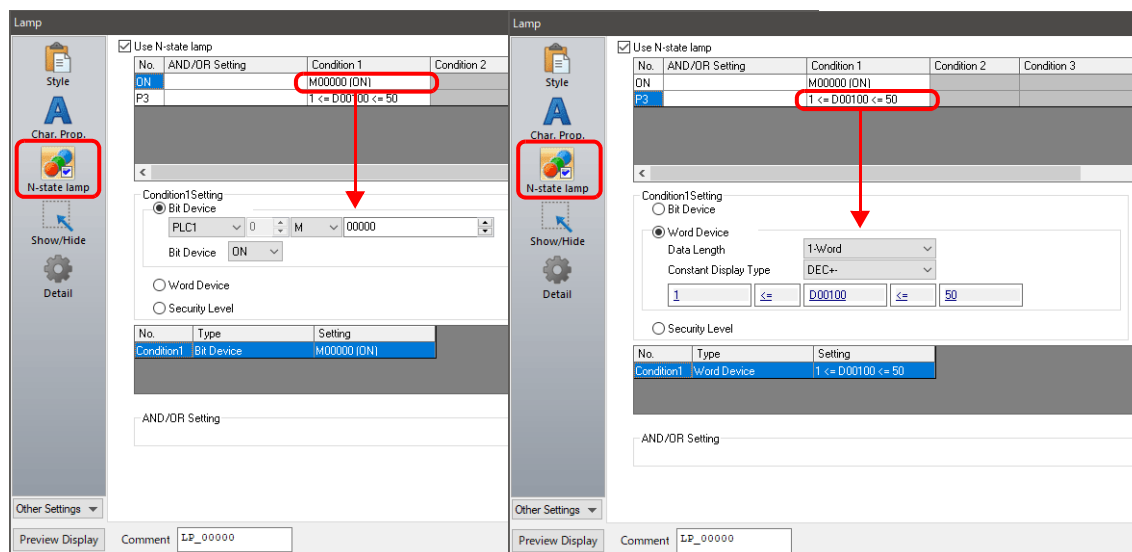 Lamp
Use N-state lamp
No. AND/OR Setting Condition 1 Condition 2
ON M00000 (ON)
P3 1 <= D00100 <= 50
Style
Char. Prop.
N-state lamp
Show/Hide
Detail
Condition1Setting
Bit Device
PLC1 0 M 00000
Bit Device ON
Word Device
Security Level
No. Type Setting
Condition1 Bit Device M00000 (ON)
AND/OR Setting
Other Settings
Preview Display Comment LP_00000
Lamp
Use N-state lamp
No. AND/OR Setting Condition 1 Condition 2 Condition 3
ON M00000 (ON)
P3 1 <= D00100 <= 50
Style
Char. Prop.
N-state lamp
Show/Hide
Detail
Condition1Setting
Bit Device
Word Device
Data Length 1-Word
Constant Display Type DEC+-
1 <= D00100 <= 50
Security Level
No. Type Setting
Condition1 Word Device 1 <= D00100 <= 50
AND/OR Setting
Other Settings
Preview Display Comment LP_00000